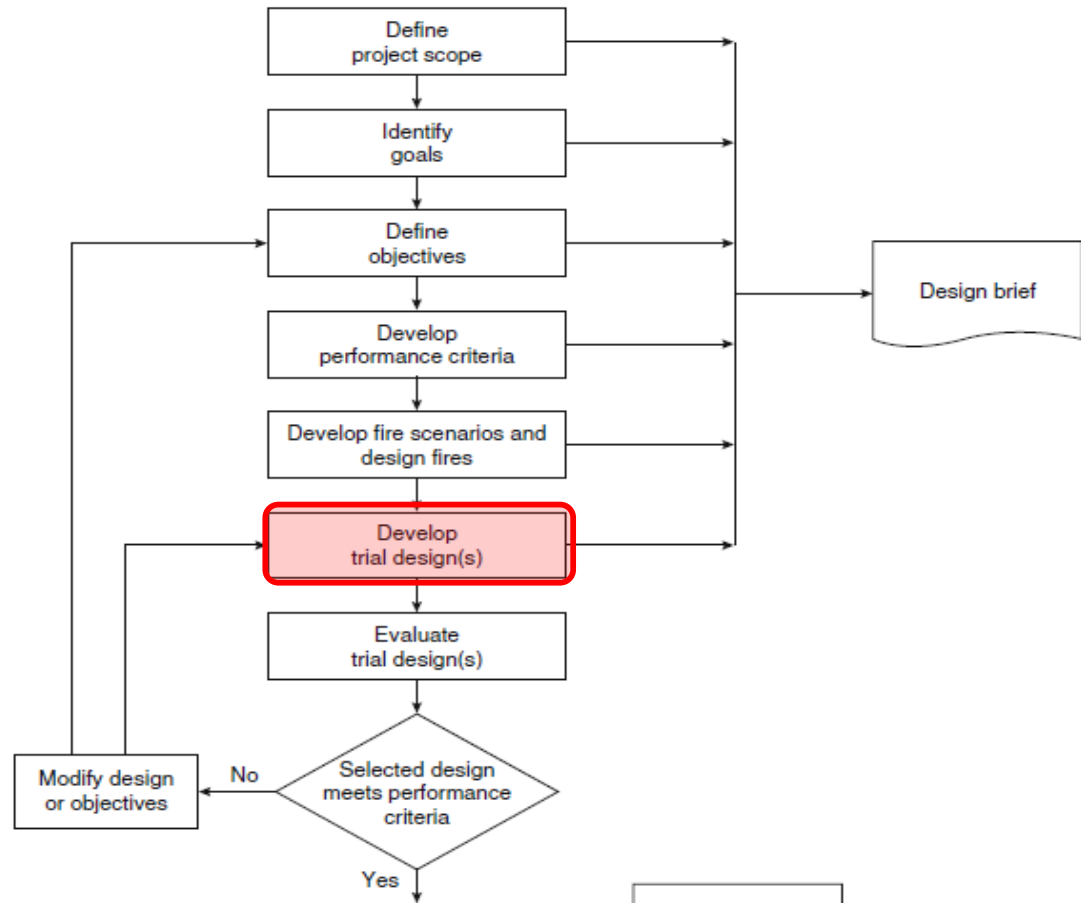 Define
project scope
Identify
goals
Define
objectives
Design brief
Develop
performance criteria
Develop fire scenarios and
design fires
Develop
trial design(s)
Evaluate
trial design(s)
Selected design
meets performance
criteria
No
Modify design
or objectives
Yes